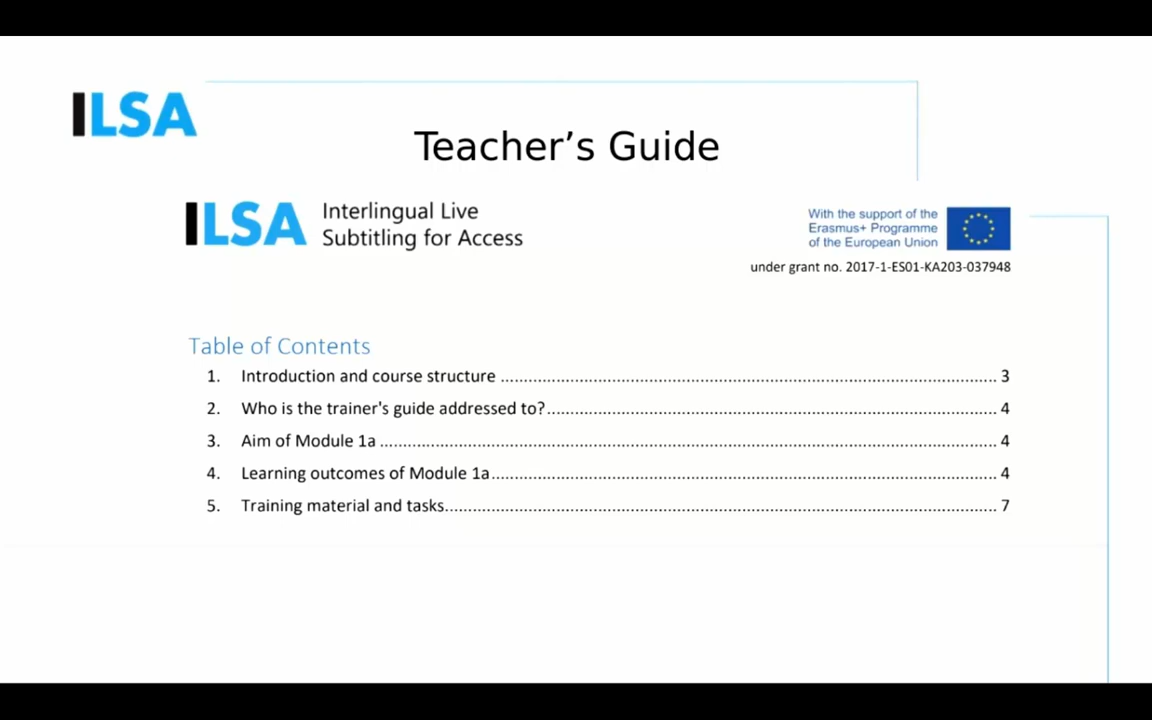 ILSA
Teacher’s Guide
ILSA
Interlingual Live
Subtitling for Access
With the support of the
Erasmus+ Programme
of the European Union
under grant no. 2017-1-ES01-KA203-037948
Table of Contents
1. Introduction and course structure ........ 3
2. Who is the trainer's guide addressed to? ........ 4
3. Aim of Module 1a ........ 4
4. Learning outcomes of Module 1a ........ 4
5. Training material and tasks ........ 7